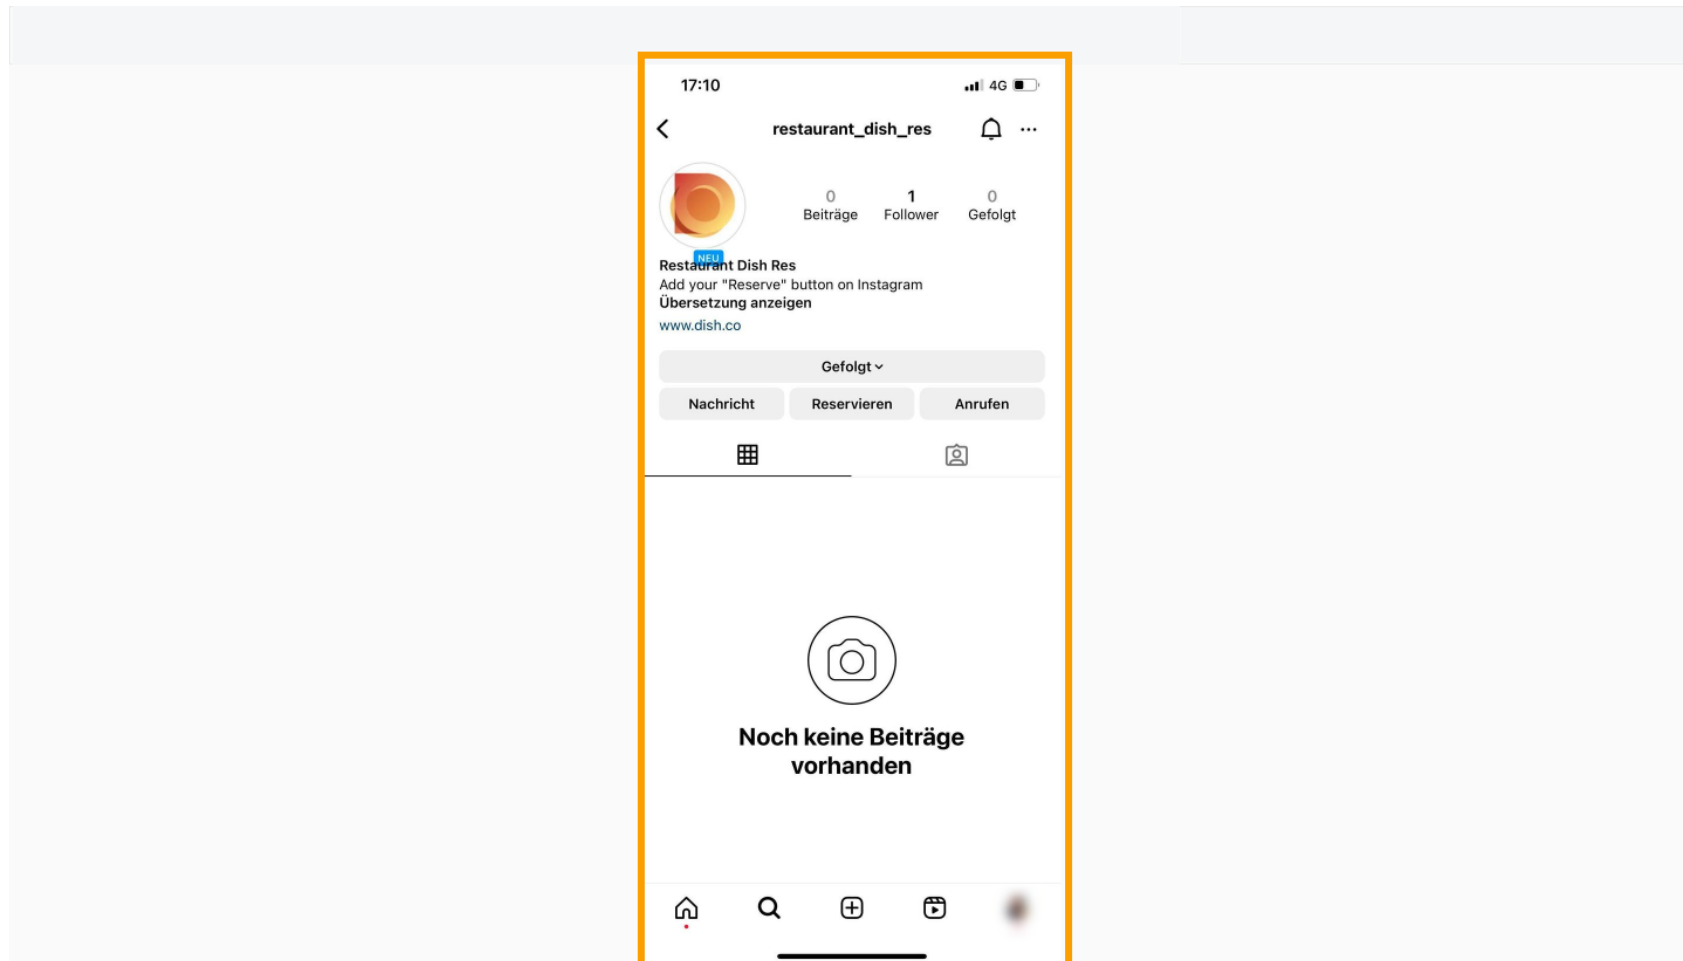 17:10
4G
restaurant_dish_res
0 1 0
Beiträge Follower Gefolgt
NEU
Restaurant Dish Res
Add your "Reserve" button on Instagram
Übersetzung anzeigen
www.dish.co
Gefolgt
Nachricht Reservieren Anrufen
Noch keine Beiträge
vorhanden